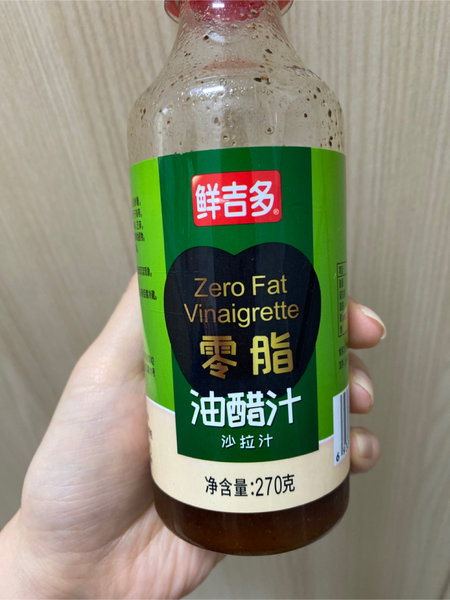 鲜吉多®
Zero Fat
Vinaigrette
零脂
油醋汁
沙拉汁
净含量:270克